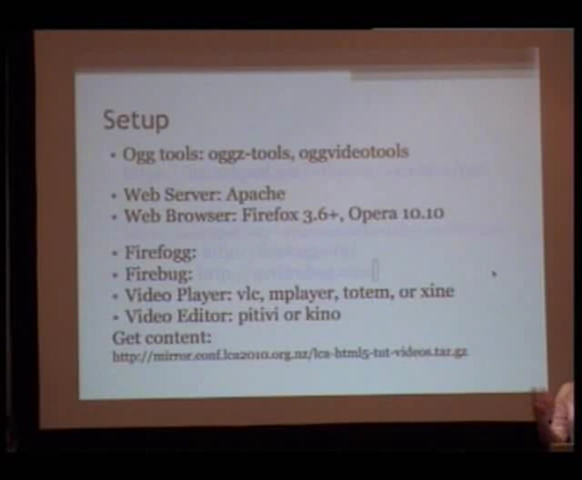 Setup
• Ogg tools: oggz-tools, oggvideotools
• Web Server: Apache
• Web Browser: Firefox 3.6+, Opera 10.10
• Firefogg:
• Firebug:
• Video Player: vlc, mplayer, totem, or xine
• Video Editor: pitivi or kino
Get content:
http://mirror.conf.lca2010.org.nz/lca-html5-tut-videos.tar.gz